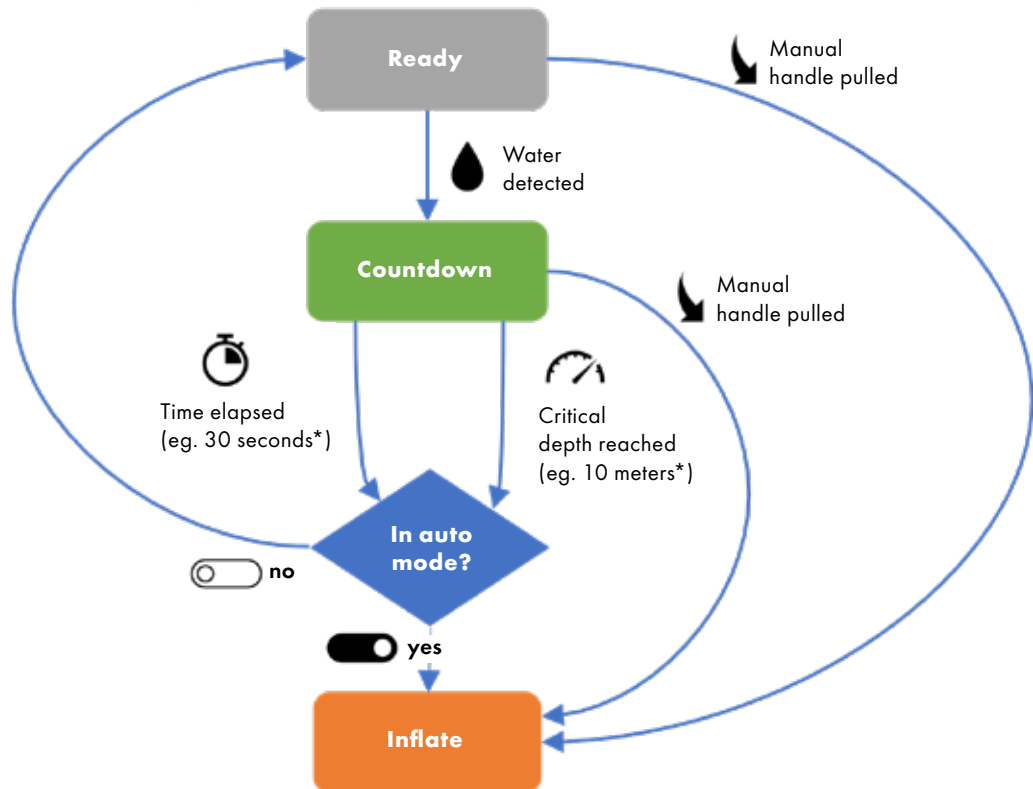 Ready
Manual
handle pulled
Water
detected
Countdown
Manual
handle pulled
Time elapsed
(eg. 30 seconds*)
Critical
depth reached
(eg. 10 meters*)
In auto
mode?
no
yes
Inflate